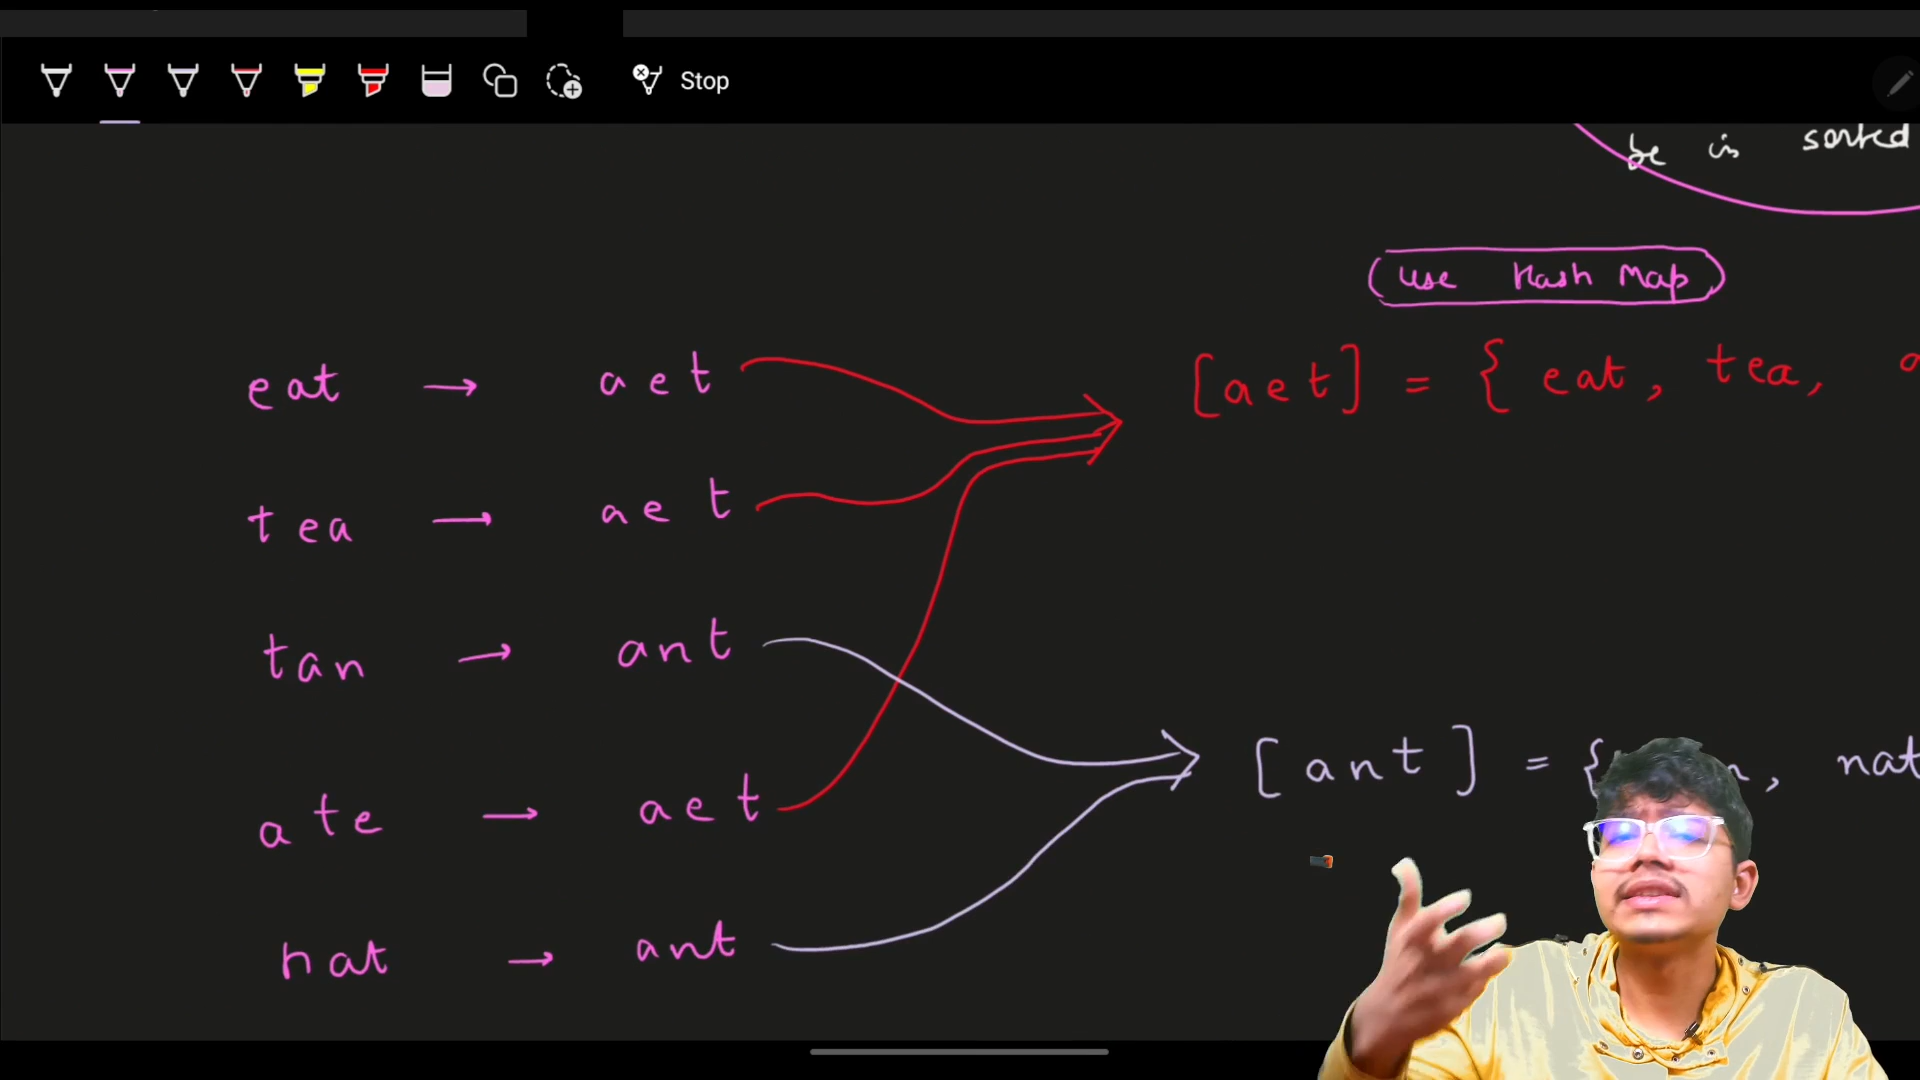 Stop
be is sorted
(use Hash Map)
eat → aet
[aet] = { eat, tea, a
tea → aet
tan → ant
[ant] = { , nat
ate → aet
nat → ant